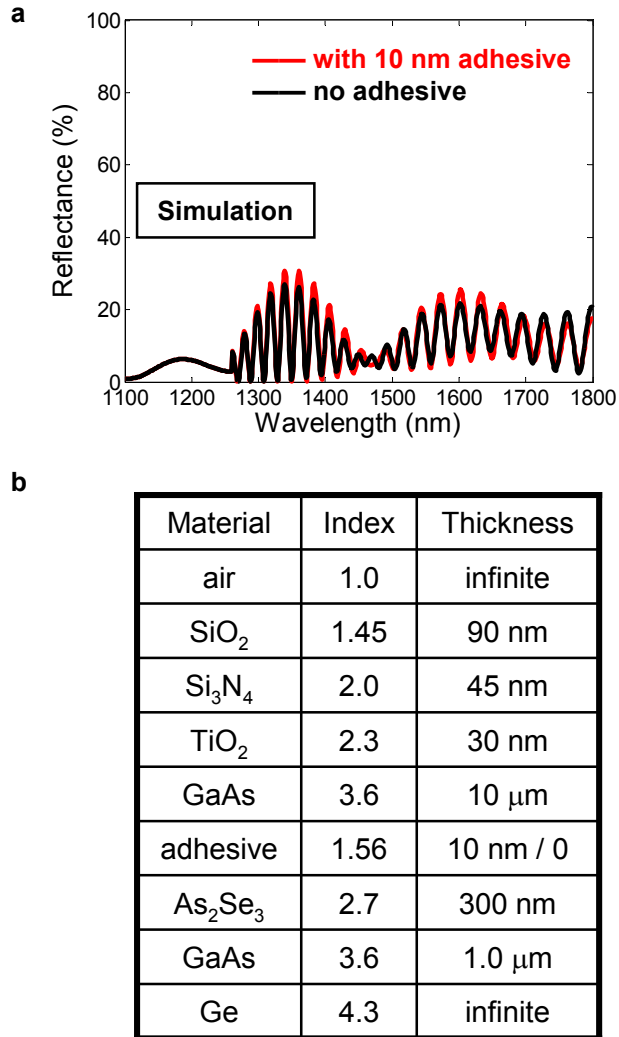 a
100
80
60
40
20
0
Reflectance (%)
with 10 nm adhesive
no adhesive
Simulation
1100 1200 1300 1400 1500 1600 1700 1800
Wavelength (nm)
b
Material Index Thickness
air 1.0 infinite
SiO₂ 1.45 90 nm
Si₃N₄ 2.0 45 nm
TiO₂ 2.3 30 nm
GaAs 3.6 10 μm
adhesive 1.56 10 nm / 0
As₂Se₃ 2.7 300 nm
GaAs 3.6 1.0 μm
Ge 4.3 infinite